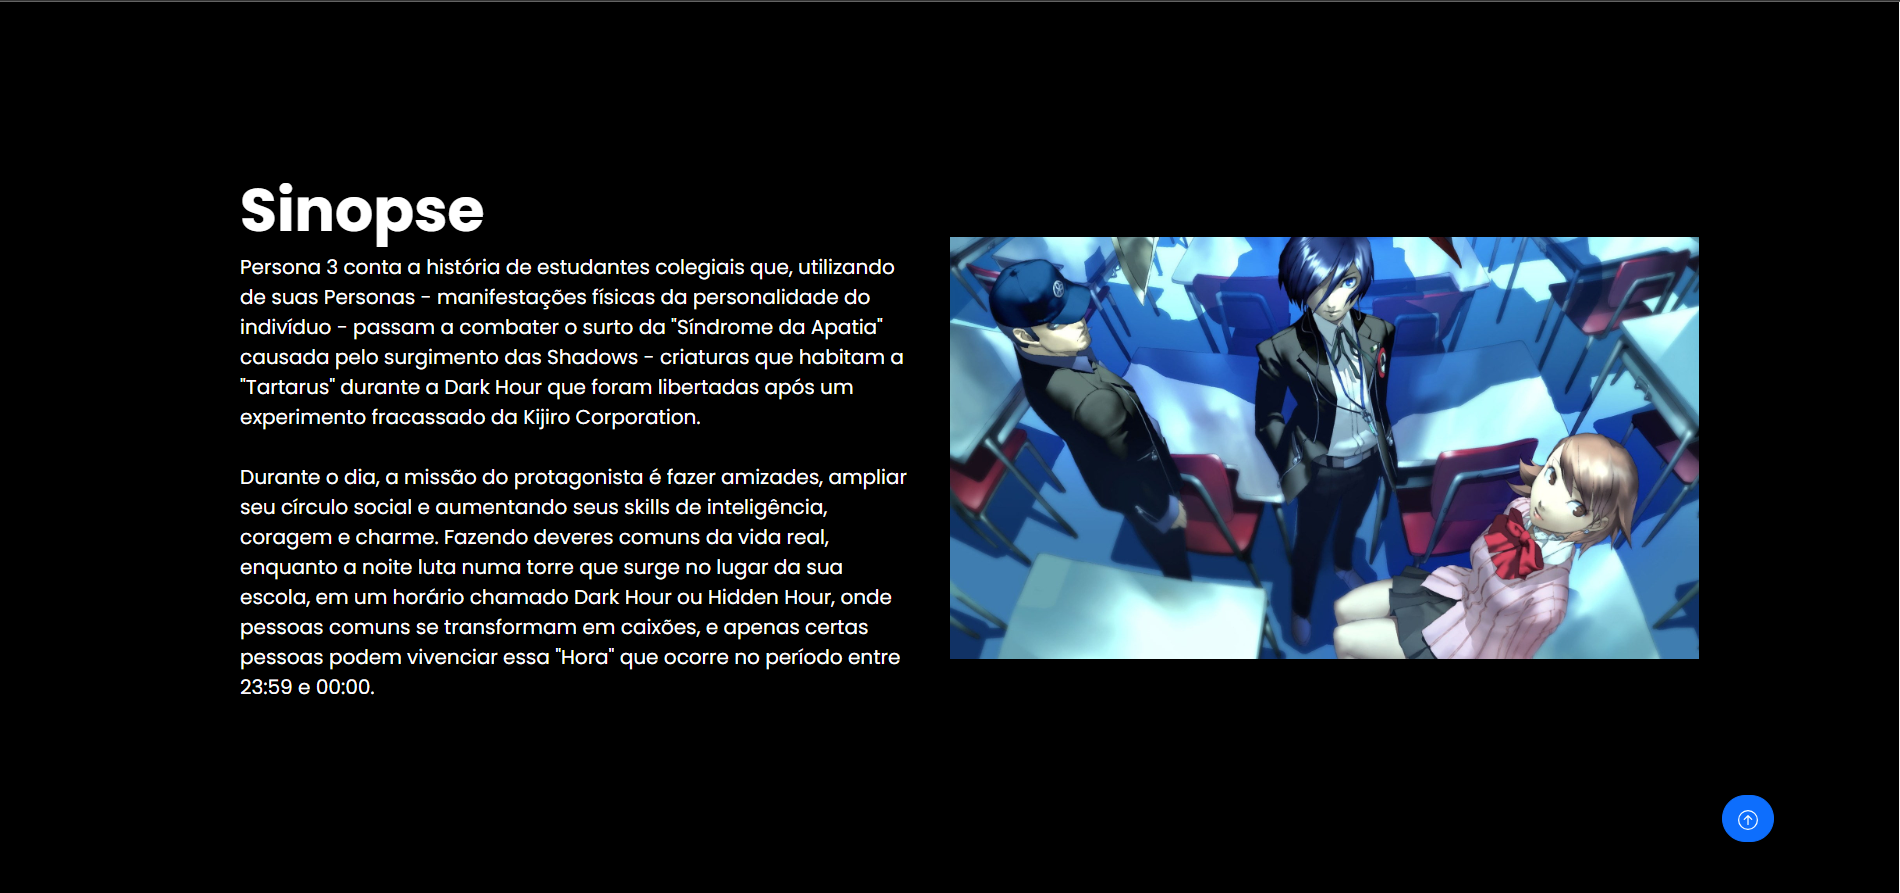 Sinopse
Persona 3 conta a história de estudantes colegiais que, utilizando
de suas Personas - manifestações físicas da personalidade do
indivíduo - passam a combater o surto da "Síndrome da Apatia"
causada pelo surgimento das Shadows - criaturas que habitam a
"Tartarus" durante a Dark Hour que foram libertadas após um
experimento fracassado da Kijiro Corporation.
Durante o dia, a missão do protagonista é fazer amizades, ampliar
seu círculo social e aumentando seus skills de inteligência,
coragem e charme. Fazendo deveres comuns da vida real,
enquanto a noite luta numa torre que surge no lugar da sua
escola, em um horário chamado Dark Hour ou Hidden Hour, onde
pessoas comuns se transformam em caixões, e apenas certas
pessoas podem vivenciar essa "Hora" que ocorre no período entre
23:59 e 00:00.